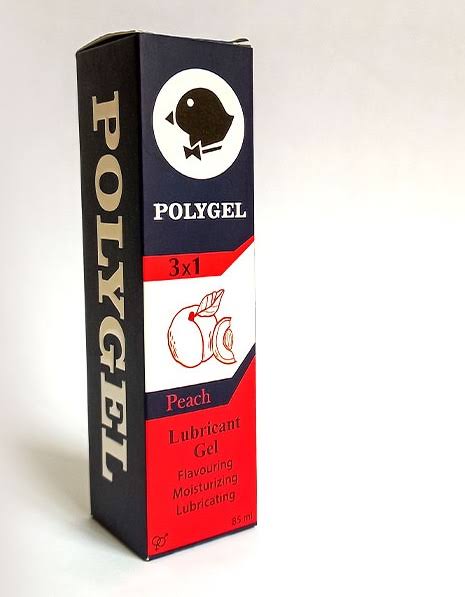 POLYGEL
POLYGEL
3x1
Peach
Lubricant
Gel
Flavouring
Moisturizing
Lubricating
85 ml